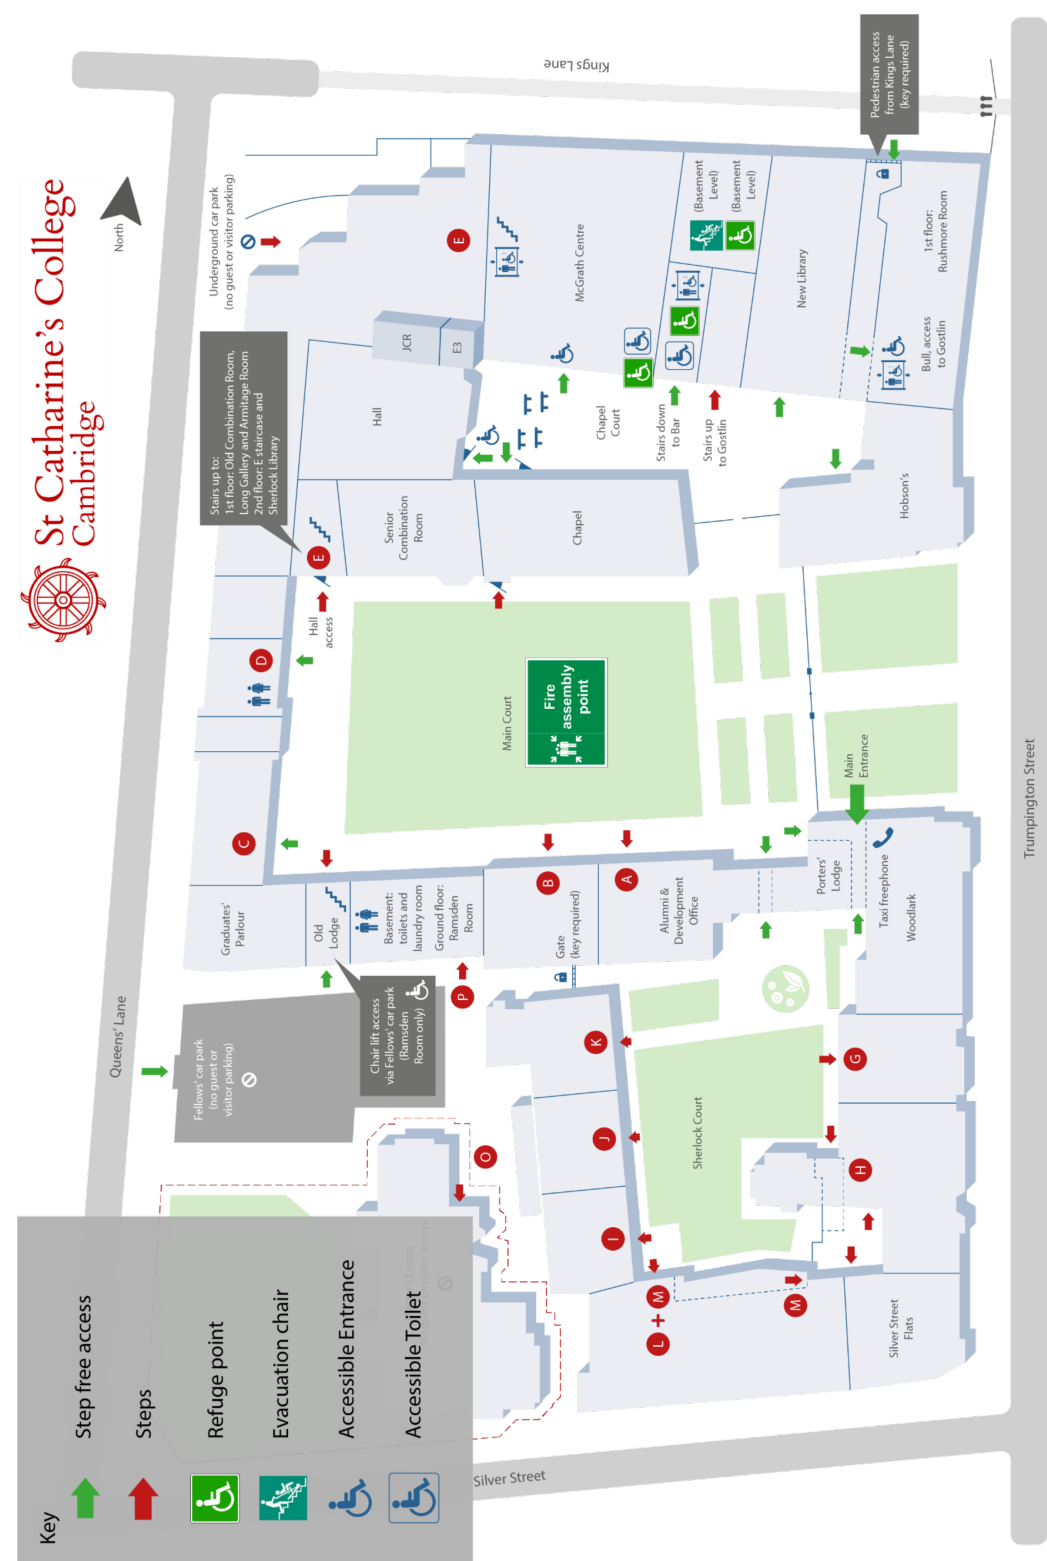 St Catharine's College
Cambridge
North
Kings Lane
Pedestrian access
from Kings Lane
(key required)
Underground car park
(no guest or visitor parking)
E
McGrath Centre
(Basement
Level)
(Basement
Level)
New Library
1st floor:
Rushmore Room
Bull, access
to Gostlin
JCR
E3
Hall
Chapel
Court
Stairs down
to Bar
Stairs up
to Gostlin
Stairs up to:
1st floor: Old Combination Room,
Long Gallery and Armitage Room
2nd floor: E staircase and
Sherlock Library
E
Senior
Combination
Room
Chapel
Hobson's
Hall
access
D
Main Court
Fire
assembly
point
Main
Entrance
C
B
A
Graduates'
Parlour
Old
Lodge
Basement:
toilets and
laundry room
Ground floor:
Ramsden
Room
Gate
(key required)
Alumni &
Development
Office
Porters'
Lodge
Taxi freephone
Woodlark
Queens' Lane
Trumpington Street
Fellows' car park
(no guest or
visitor parking)
Chair lift access
via Fellows' car park
(Ramsden
Room only)
P
K
G
J
Sherlock Court
H
O
I
L + M
M
Silver Street
Flats
Silver Street
Key
Step free access
Steps
Refuge point
Evacuation chair
Accessible Entrance
Accessible Toilet